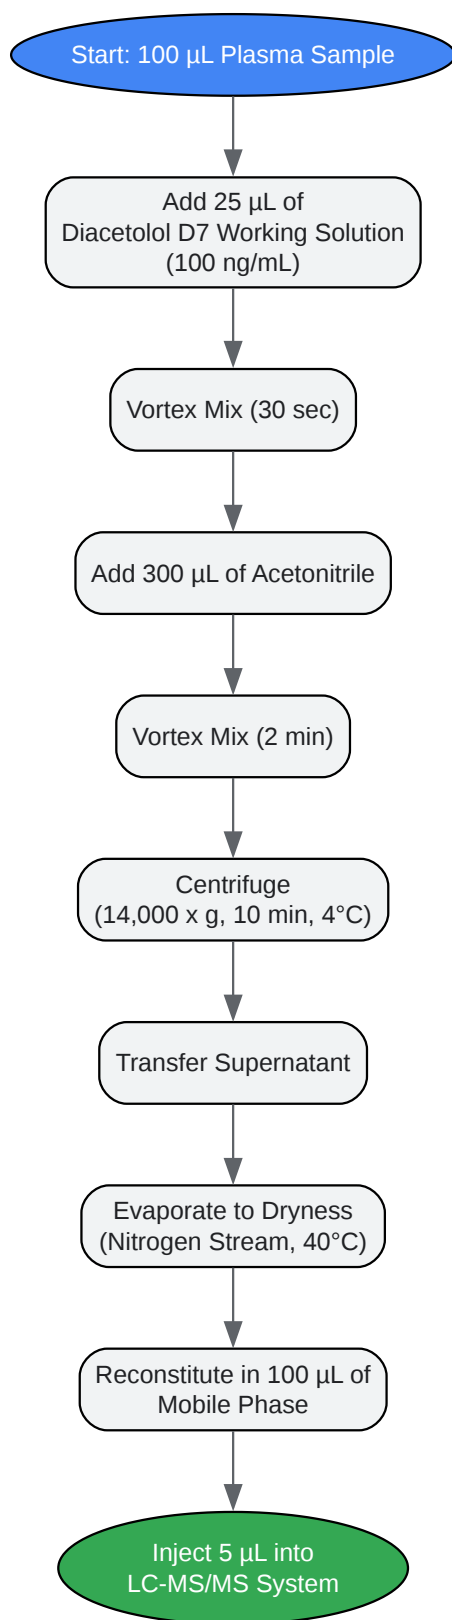 Start: 100 µL Plasma Sample
Add 25 µL of
Diacetolol D7 Working Solution
(100 ng/mL)
Vortex Mix (30 sec)
Add 300 µL of Acetonitrile
Vortex Mix (2 min)
Centrifuge
(14,000 x g, 10 min, 4°C)
Transfer Supernatant
Evaporate to Dryness
(Nitrogen Stream, 40°C)
Reconstitute in 100 µL of
Mobile Phase
Inject 5 µL into
LC-MS/MS System